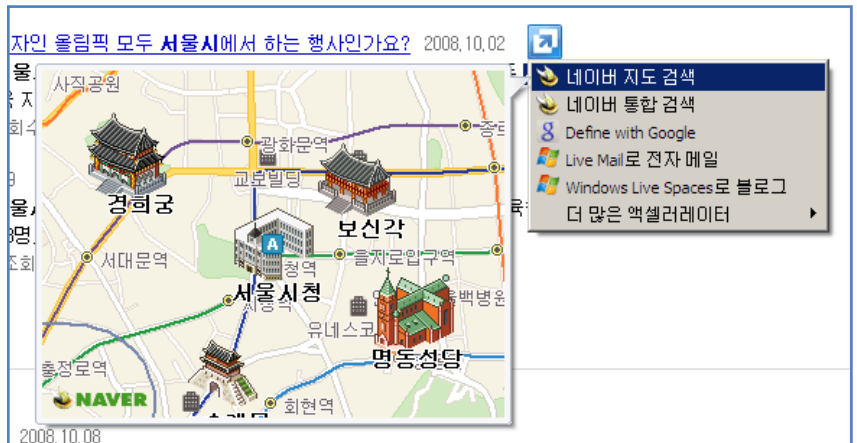 자인 올림픽 모두 서울시에서 하는 행사인가요? 2008,10,02
네이버 지도 검색
네이버 통합 검색
Define with Google
Live Mail로 전자 메일
Windows Live Spaces로 블로그
더 많은 액셀러레이터
사직공원
광화문역
교보빌딩
경희궁
보신각
서대문역
A
청역
을지로입구역
서울시청
백병원
유네스코
명동성당
충정로역
NAVER
회현역
2008,10,08